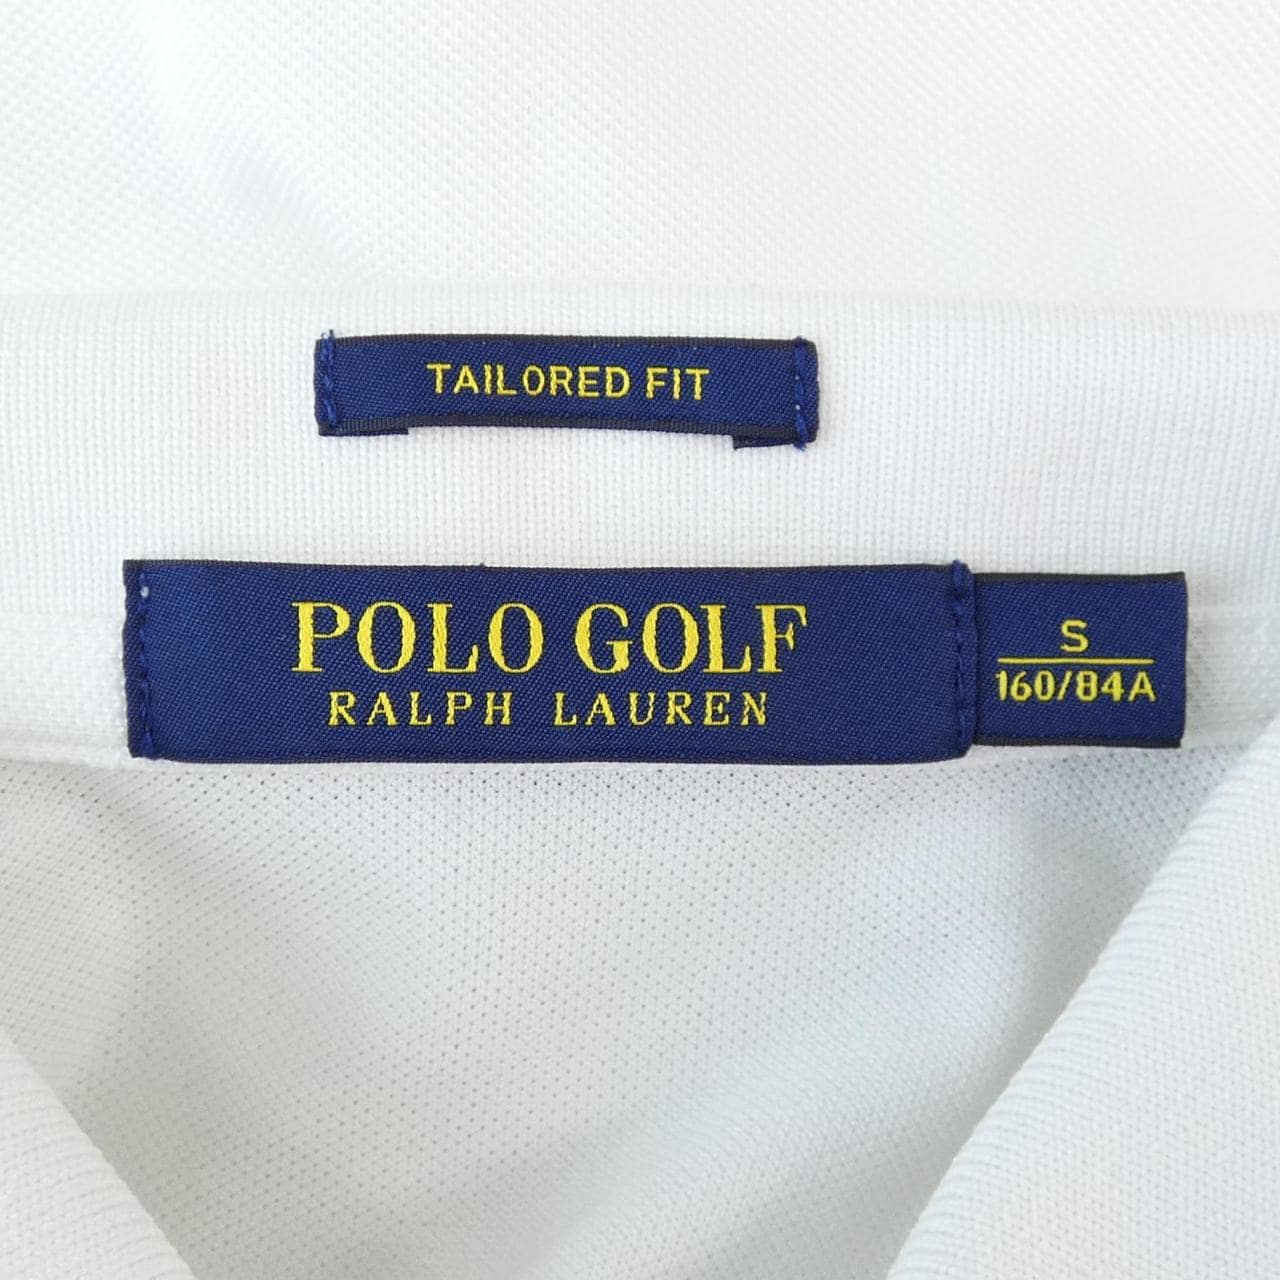 TAILORED FIT
POLO GOLF
RALPH LAUREN
S
160/84A